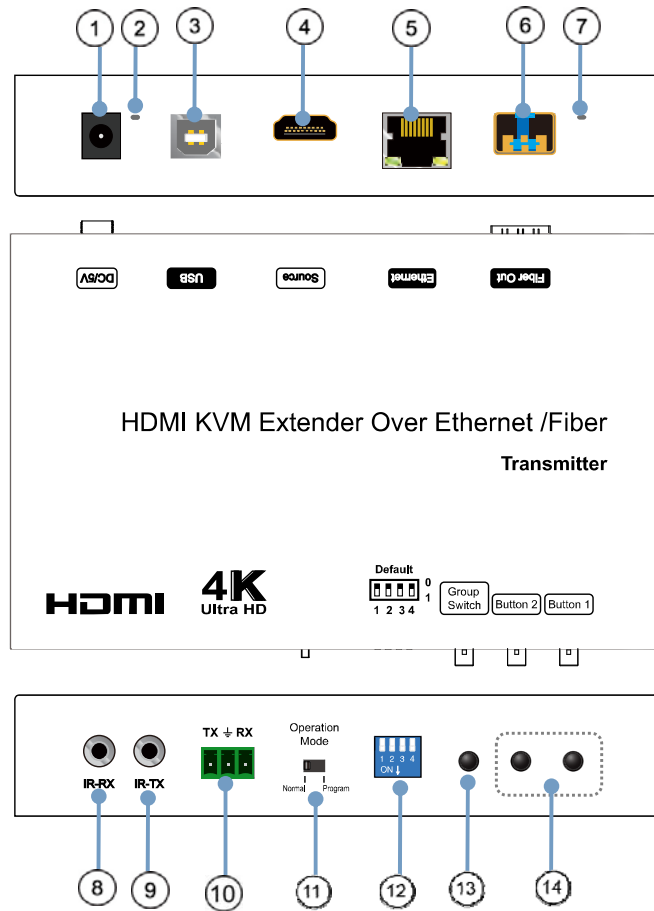 1 2 3 4 5 6 7
DC/5V USB Source Ethernet Fiber Out
HDMI KVM Extender Over Ethernet /Fiber
Transmitter
HDMI
4K
Ultra HD
Default
0
1
1 2 3 4
Group
Switch
Button 2
Button 1
IR-RX
IR-TX
TX RX
Operation
Mode
Normal Program
1 2 3 4
ON ↓
8 9 10 11 12 13 14